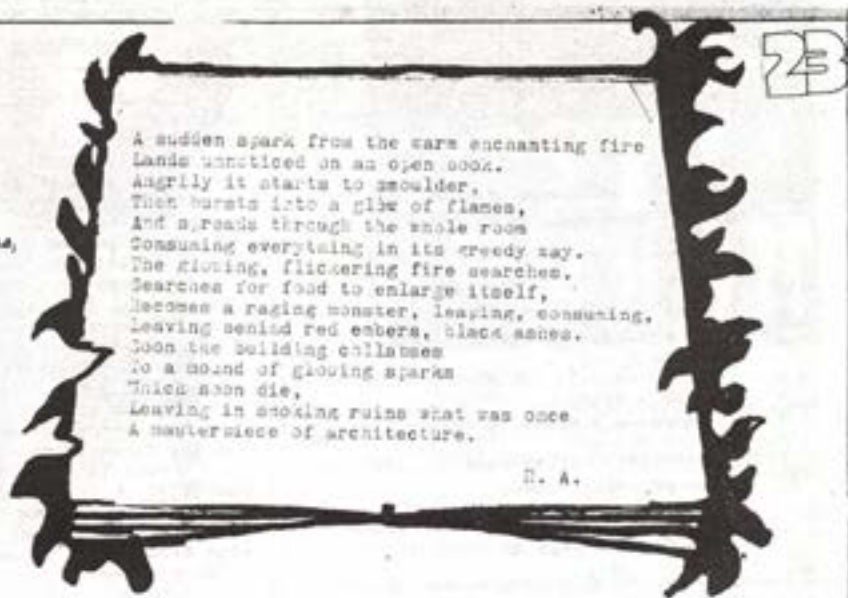 23
A sudden spark from the warm enchanting fire
Lands unnoticed on an open book.
Angrily it starts to smoulder,
Then bursts into a glow of flames,
And spreads through the whole room
Consuming everything in its greedy way.
The glowing, flickering fire searches,
Searches for food to enlarge itself,
Becomes a raging monster, leaping, consuming,
Leaving behind red embers, black ashes.
Soon the building collapses
To a mound of glowing sparks
Which soon die,
Leaving in smoking ruins what was once
A masterpiece of architecture.
A.